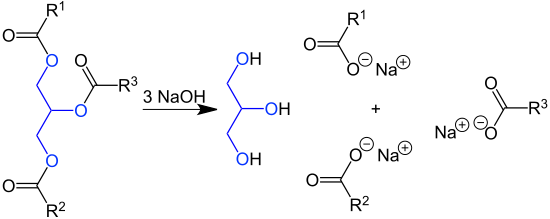 R¹
O
O
O
R³
O
O
O
R²
3 NaOH
OH
OH
OH
R¹
O
O⊖ Na⊕
+
O⊖ Na⊕
O
R²
O
Na⊕ ⊖O
R³